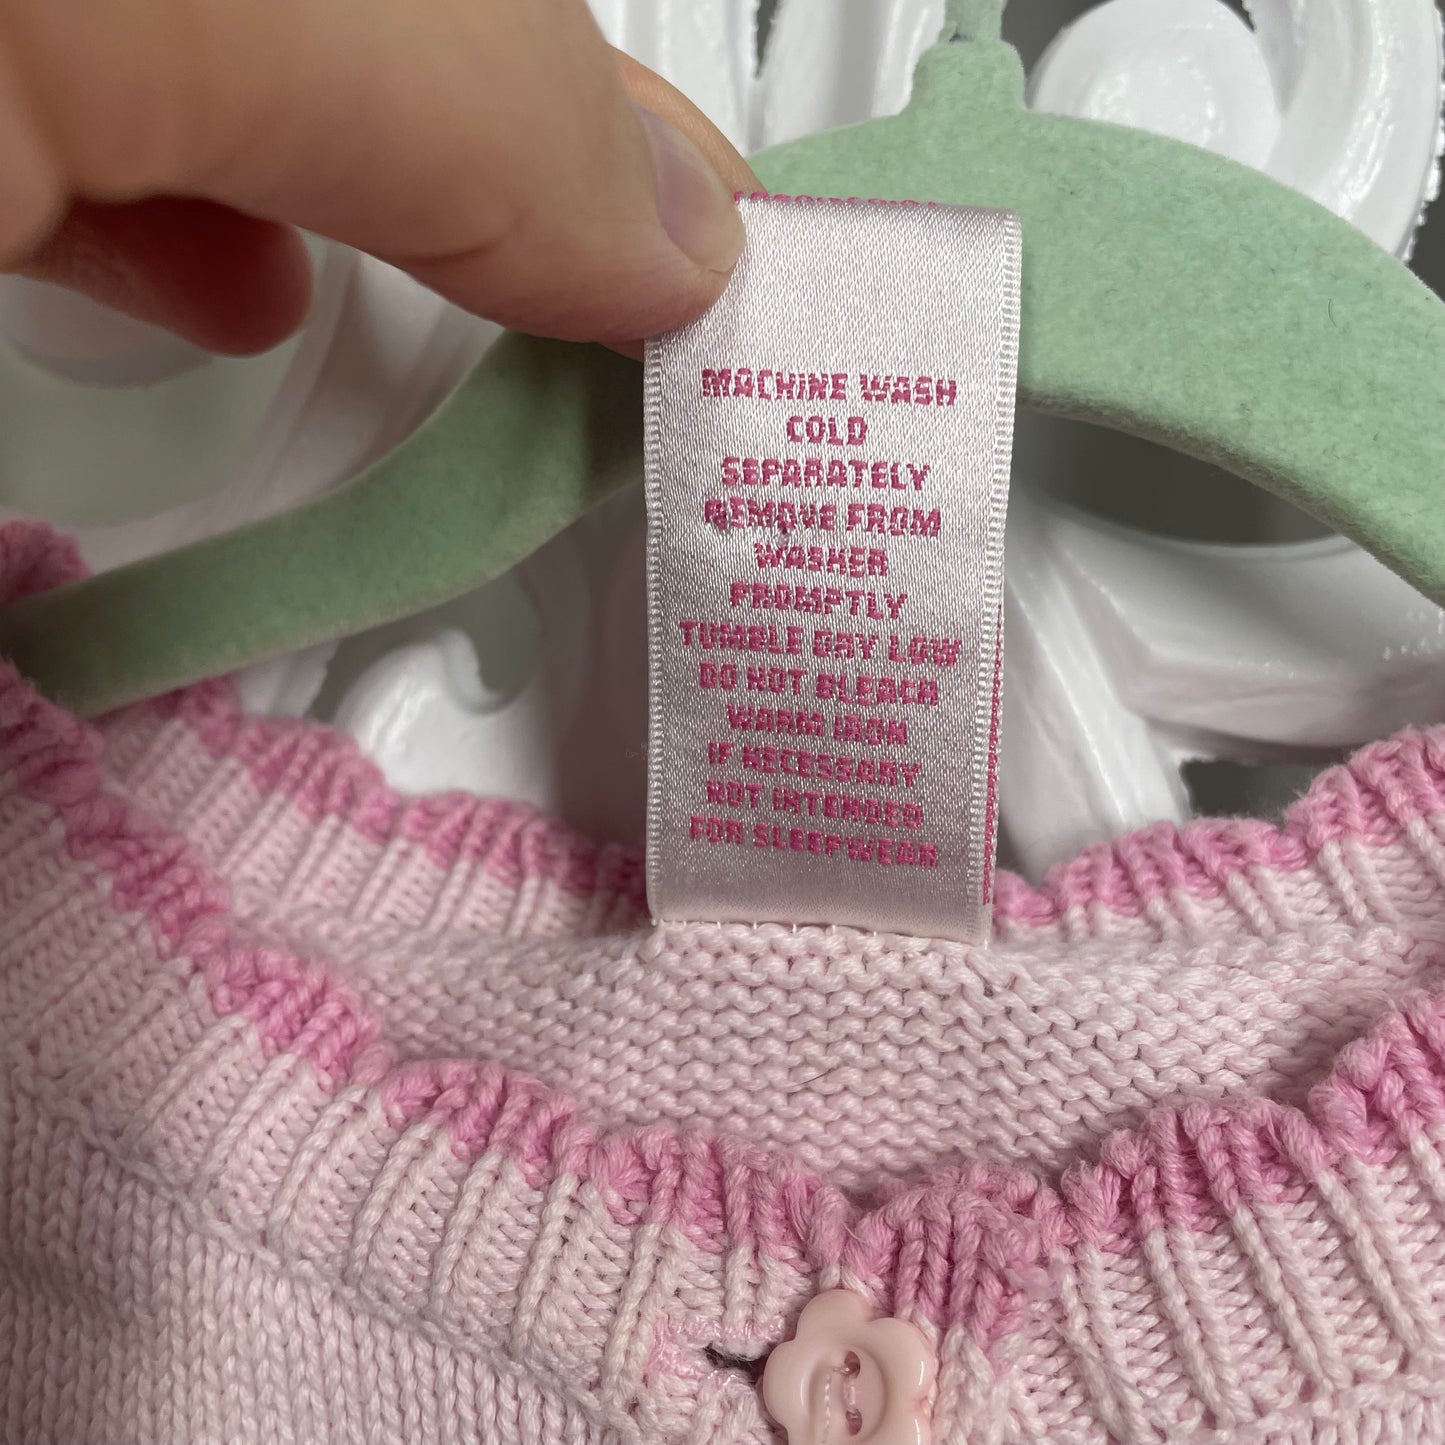 MACHINE WASH
COLD
SEPARATELY
REMOVE FROM
WASHER
PROMPTLY
TUMBLE DRY LOW
DO NOT BLEACH
WARM IRON
IF NECESSARY
NOT INTENDED
FOR SLEEPWEAR